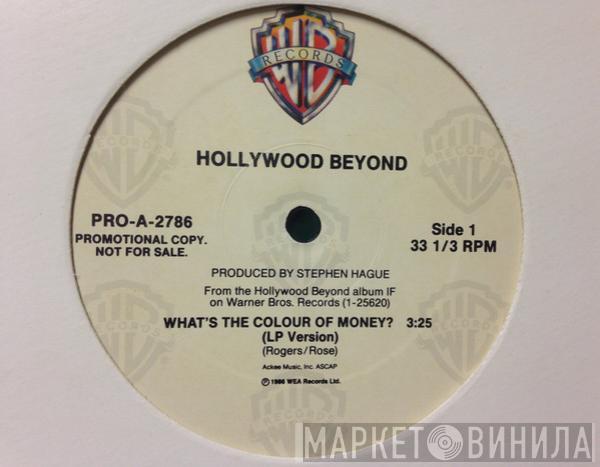 WB
RECORDS
HOLLYWOOD BEYOND
PRO-A-2786
PROMOTIONAL COPY.
NOT FOR SALE.
Side 1
33 1/3 RPM
PRODUCED BY STEPHEN HAGUE
From the Hollywood Beyond album IF
on Warner Bros. Records (1-25620)
WHAT'S THE COLOUR OF MONEY? 3:25
(LP Version)
(Rogers/Rose)
Ackee Music, Inc. ASCAP
℗ 1986 WEA Records Ltd.
МАРКЕТ ВИНИЛА